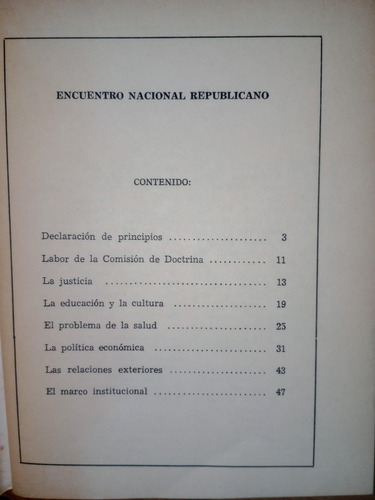 ENCUENTRO NACIONAL REPUBLICANO
CONTENIDO:
Declaración de principios ...................... 3
Labor de la Comisión de Doctrina ............ 11
La justicia ................................... 13
La educación y la cultura ..................... 19
El problema de la salud ....................... 25
La política económica ......................... 31
Las relaciones exteriores ..................... 43
El marco institucional ........................ 47